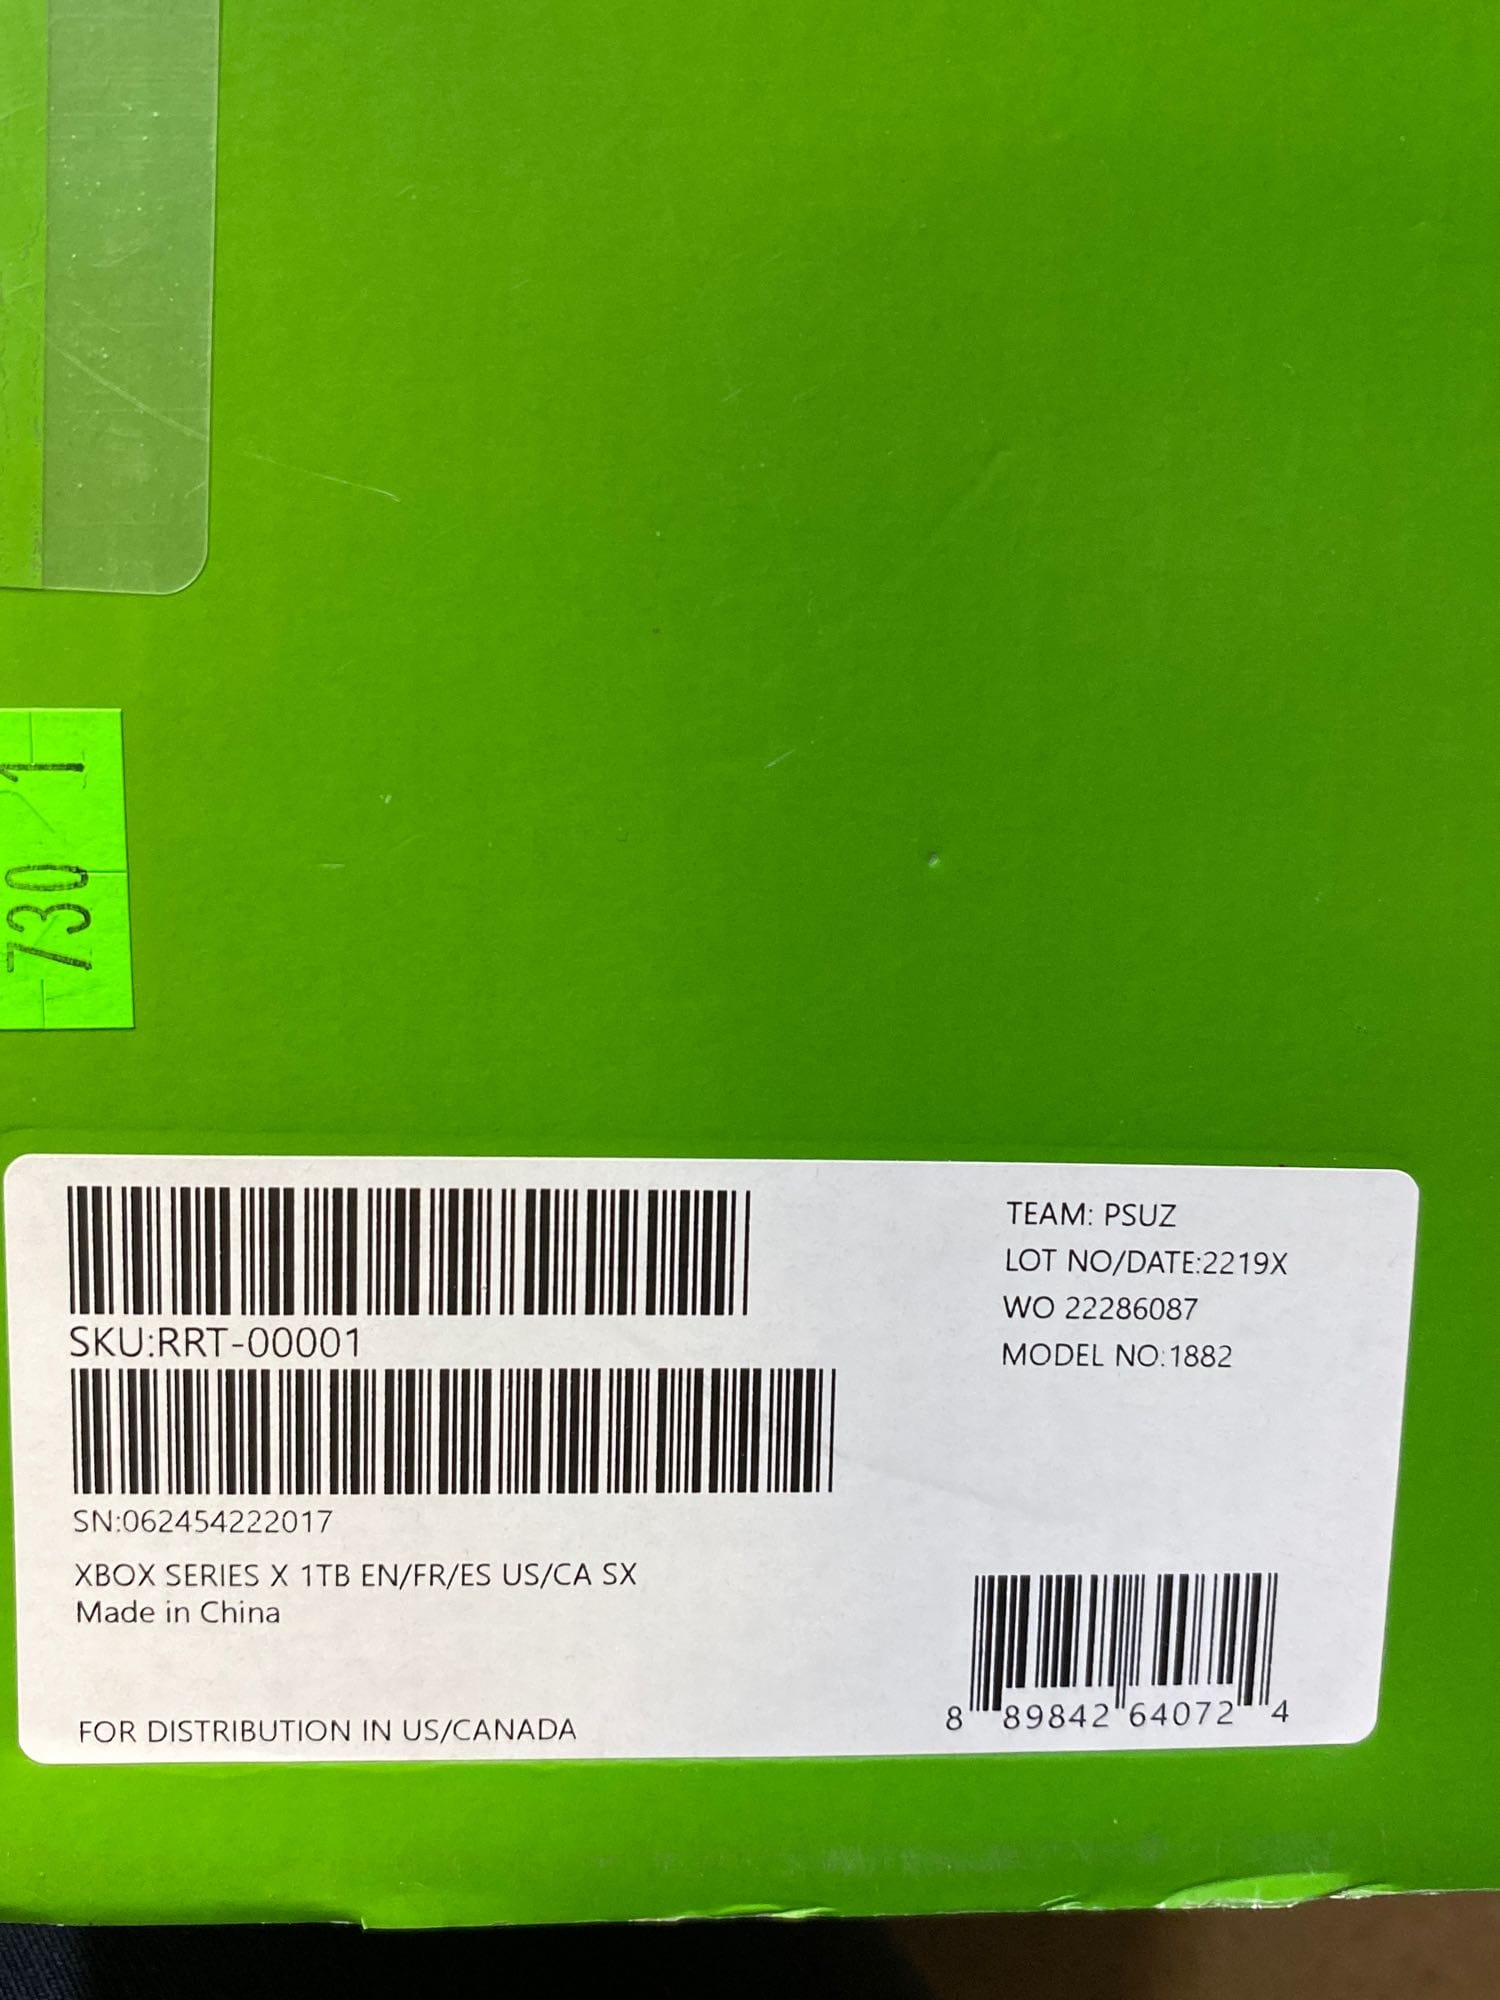 730 21
SKU:RRT-00001
SN:062454222017
XBOX SERIES X 1TB EN/FR/ES US/CA SX
Made in China
FOR DISTRIBUTION IN US/CANADA
TEAM: PSUZ
LOT NO/DATE:2219X
WO 22286087
MODEL NO:1882
8 89842 64072 4